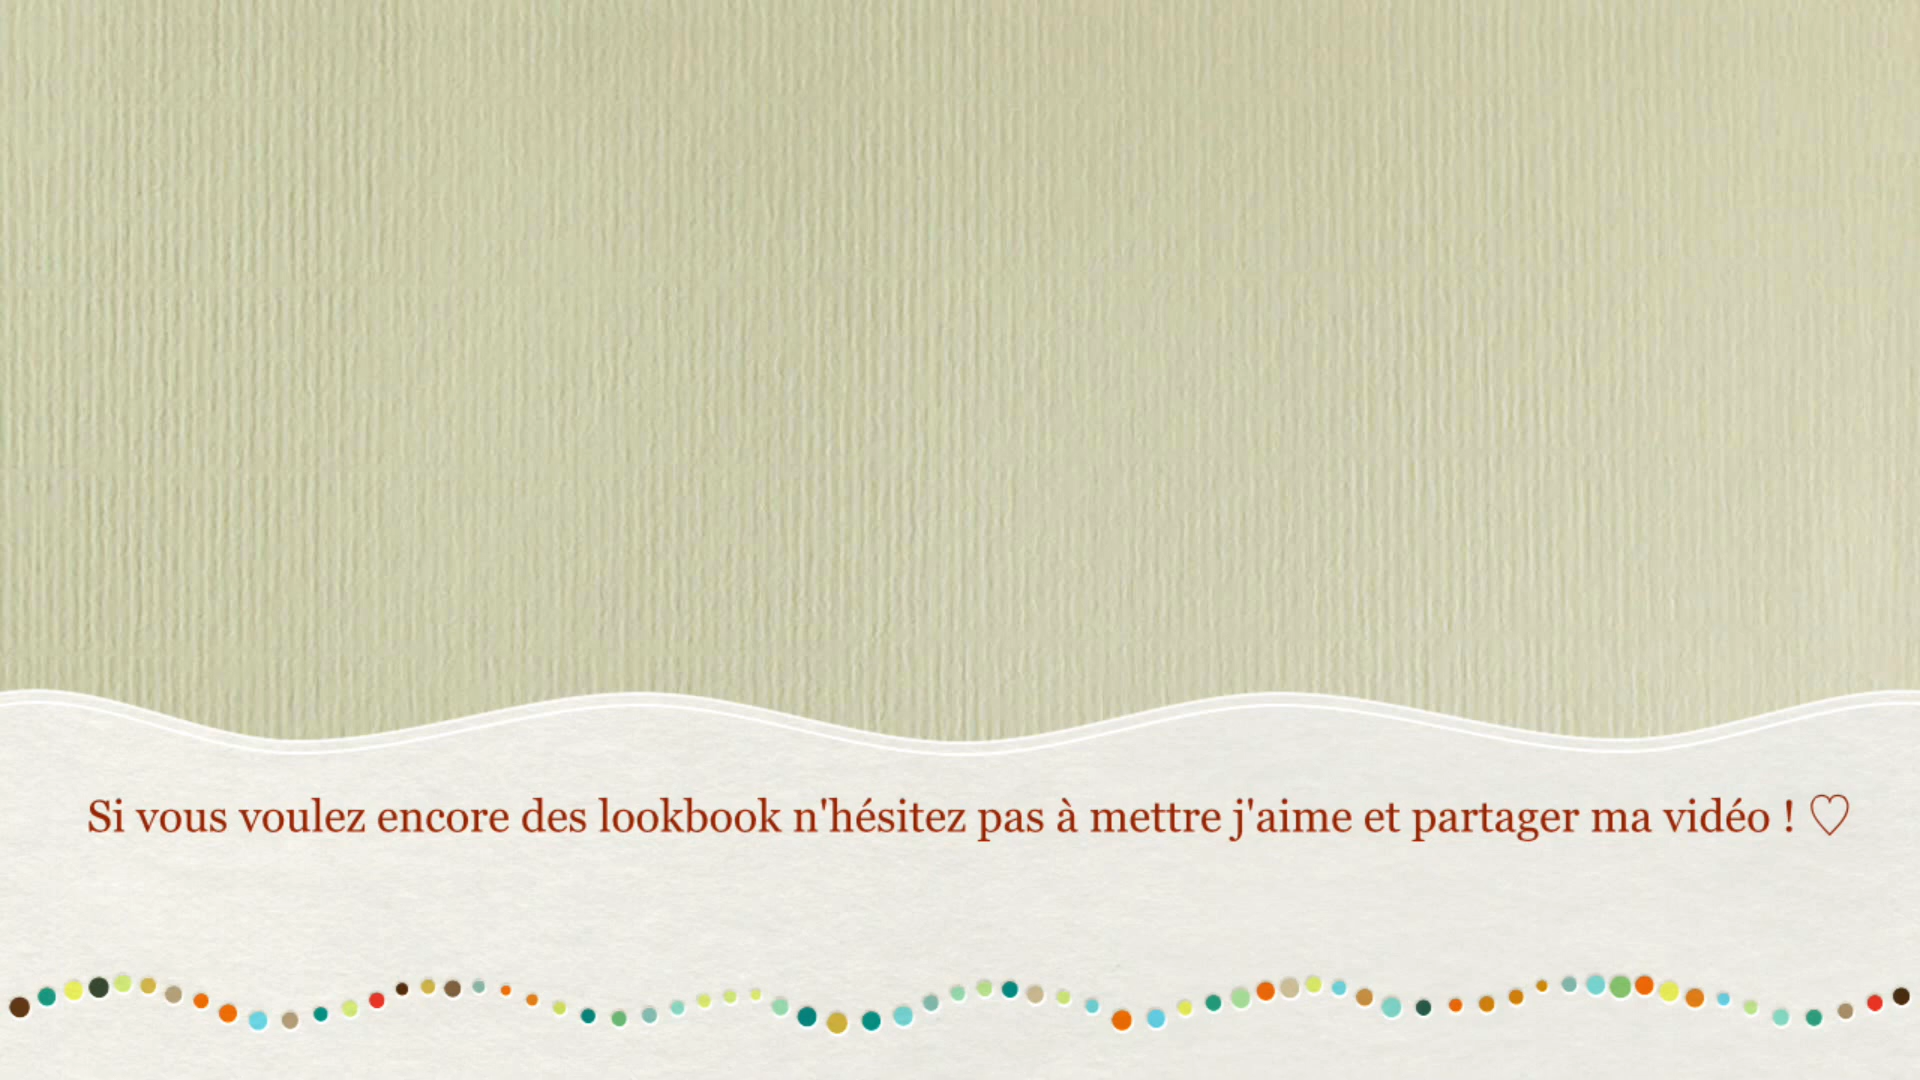 Si vous voulez encore des lookbook n'hésitez pas à mettre j'aime et partager ma vidéo ! ♡